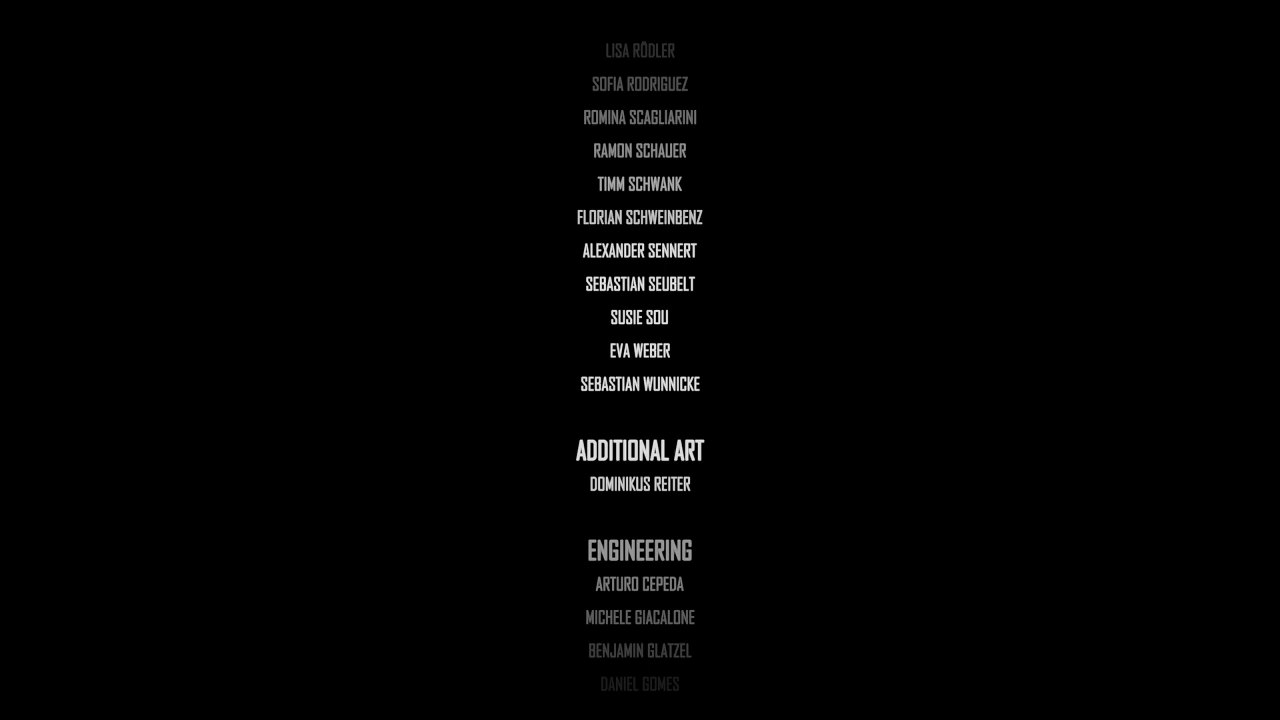 LISA RÖDLER
SOFIA RODRIGUEZ
ROMINA SCAGLIARINI
RAMON SCHAUER
TIMM SCHWANK
FLORIAN SCHWEINBENZ
ALEXANDER SENNERT
SEBASTIAN SEUBELT
SUSIE SOU
EVA WEBER
SEBASTIAN WUNNICKE
ADDITIONAL ART
DOMINIKUS REITER
ENGINEERING
ARTURO CEPEDA
MICHELE GIACALONE
BENJAMIN GLATZEL
DANIEL GOMES